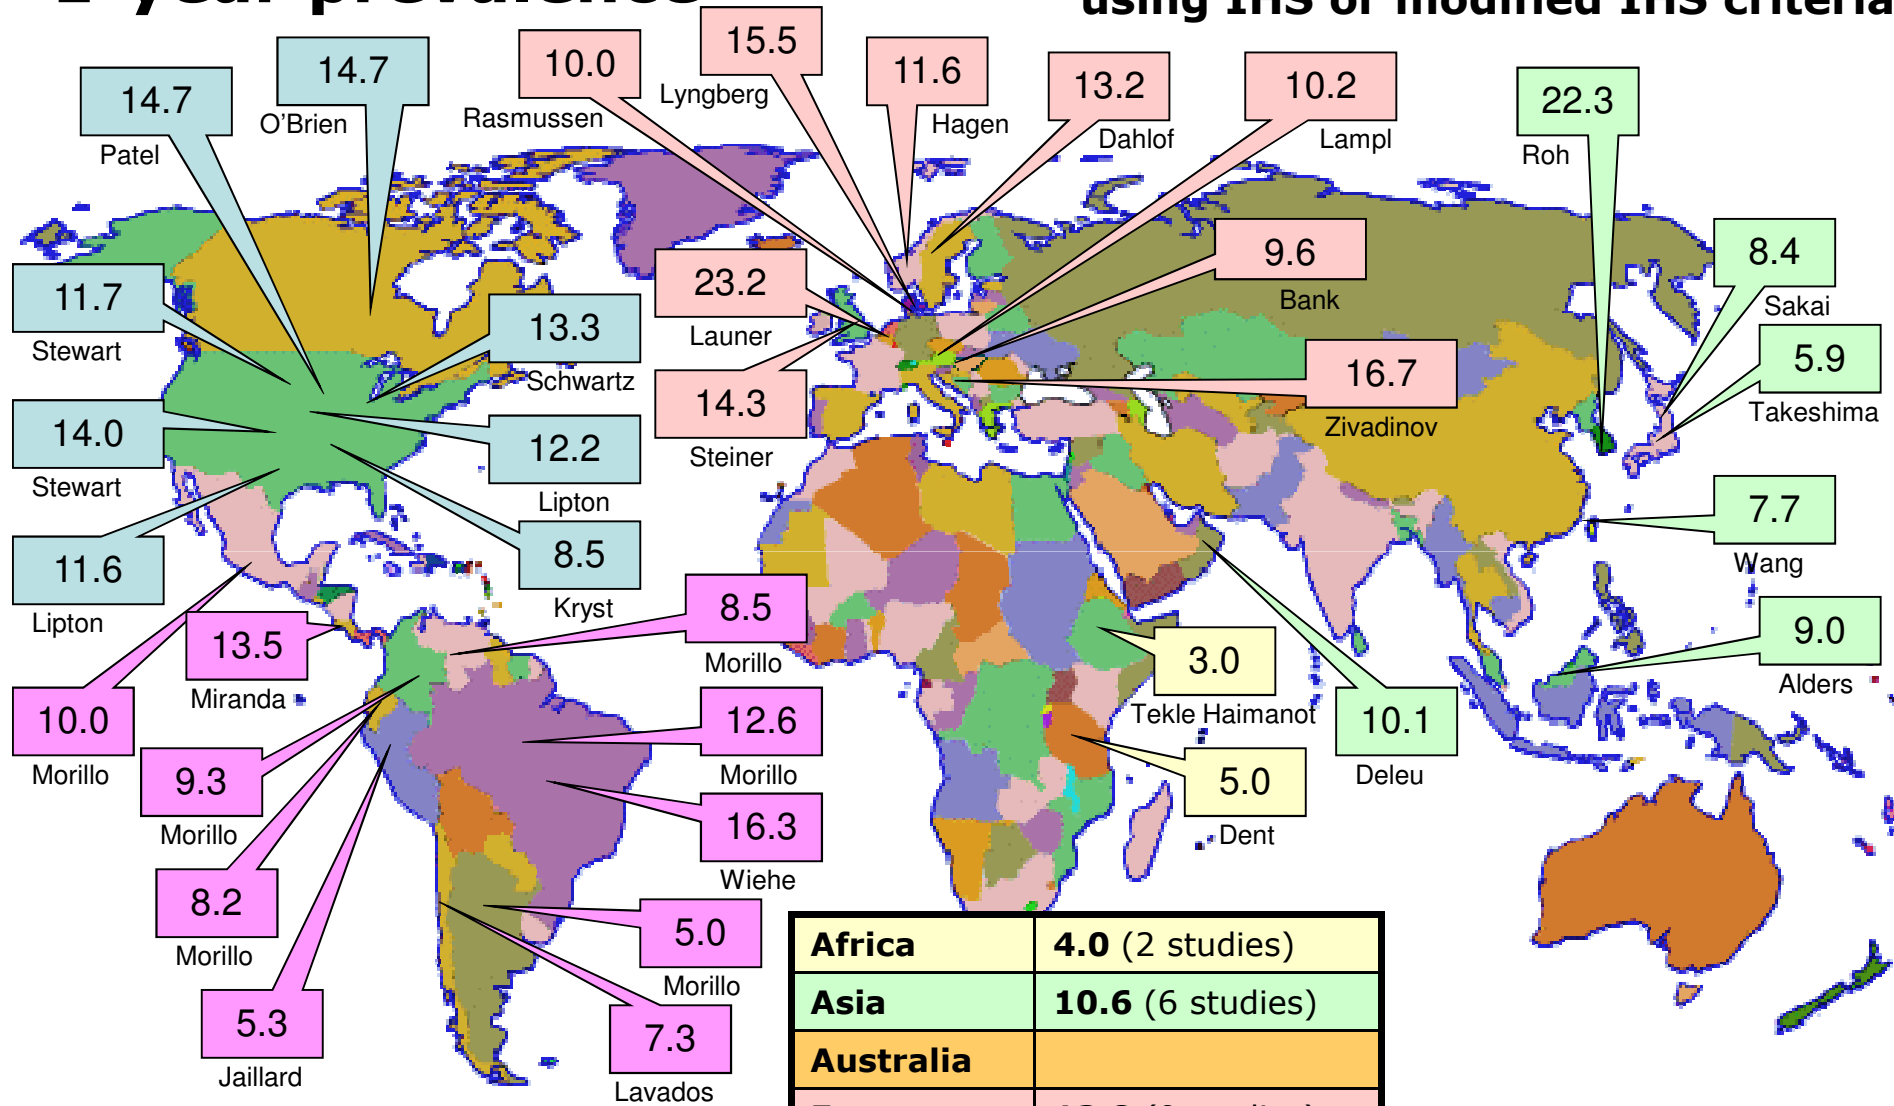 1-year prevalence
using IHS or modified IHS criteria
14.7
Patel
14.7
O'Brien
10.0
Rasmussen
15.5
Lyngberg
11.6
Hagen
13.2
Dahlof
10.2
Lampl
22.3
Roh
11.7
Stewart
13.3
Schwartz
23.2
Launer
9.6
Bank
8.4
Sakai
14.0
Stewart
12.2
Lipton
14.3
Steiner
16.7
Zivadinov
5.9
Takeshima
11.6
Lipton
8.5
Kryst
7.7
Wang
13.5
Miranda
8.5
Morillo
3.0
Tekle Haimanot
9.0
Alders
10.0
Morillo
12.6
Morillo
10.1
Deleu
9.3
Morillo
16.3
Wiehe
5.0
Dent
8.2
Morillo
5.0
Morillo
5.3
Jaillard
7.3
Lavados
Africa 4.0 (2 studies)
Asia 10.6 (6 studies)
Australia